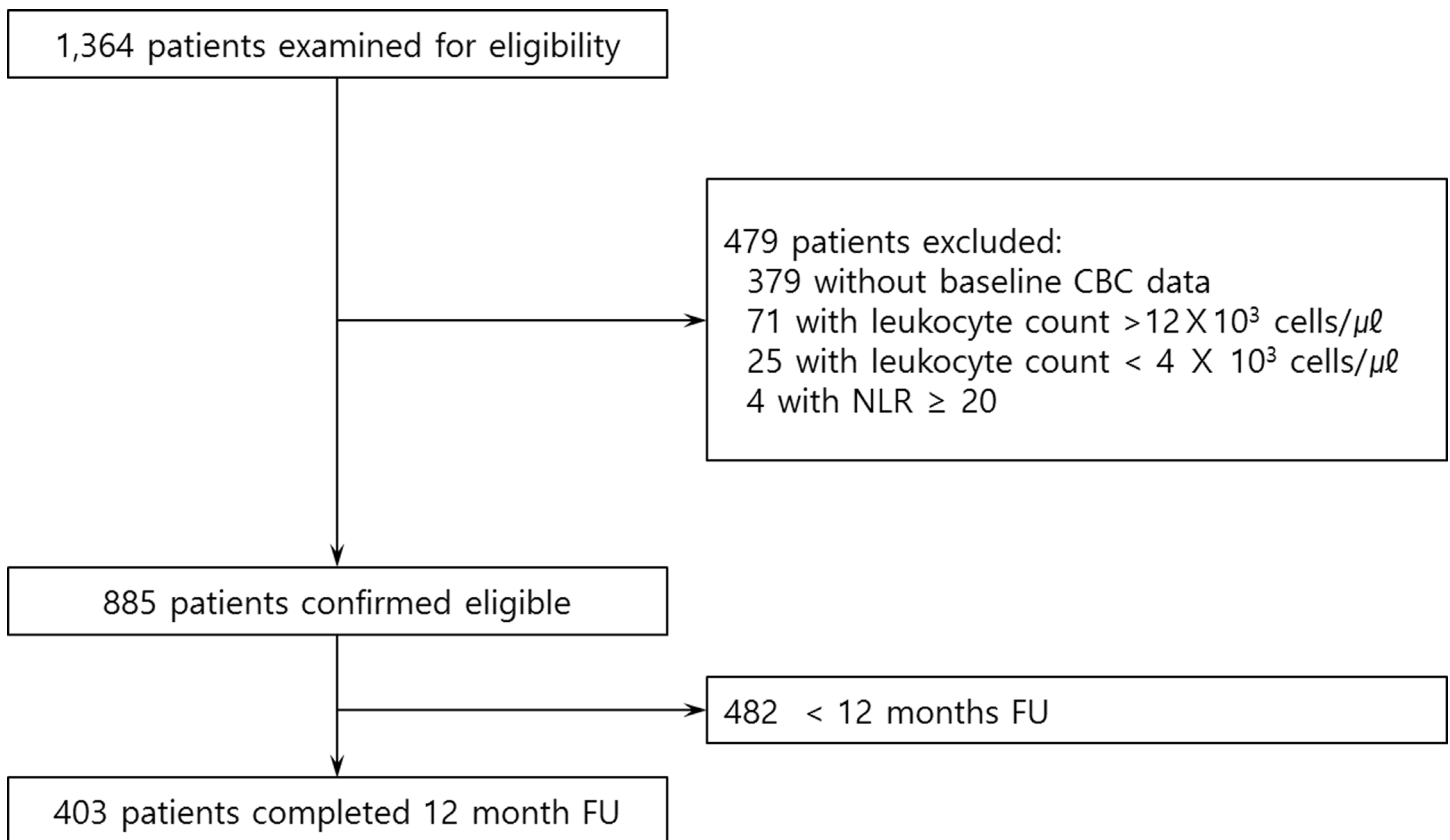 1,364 patients examined for eligibility
479 patients excluded:
379 without baseline CBC data
71 with leukocyte count >12 X 10³ cells/㎕
25 with leukocyte count < 4 X 10³ cells/㎕
4 with NLR ≥ 20
885 patients confirmed eligible
482 < 12 months FU
403 patients completed 12 month FU